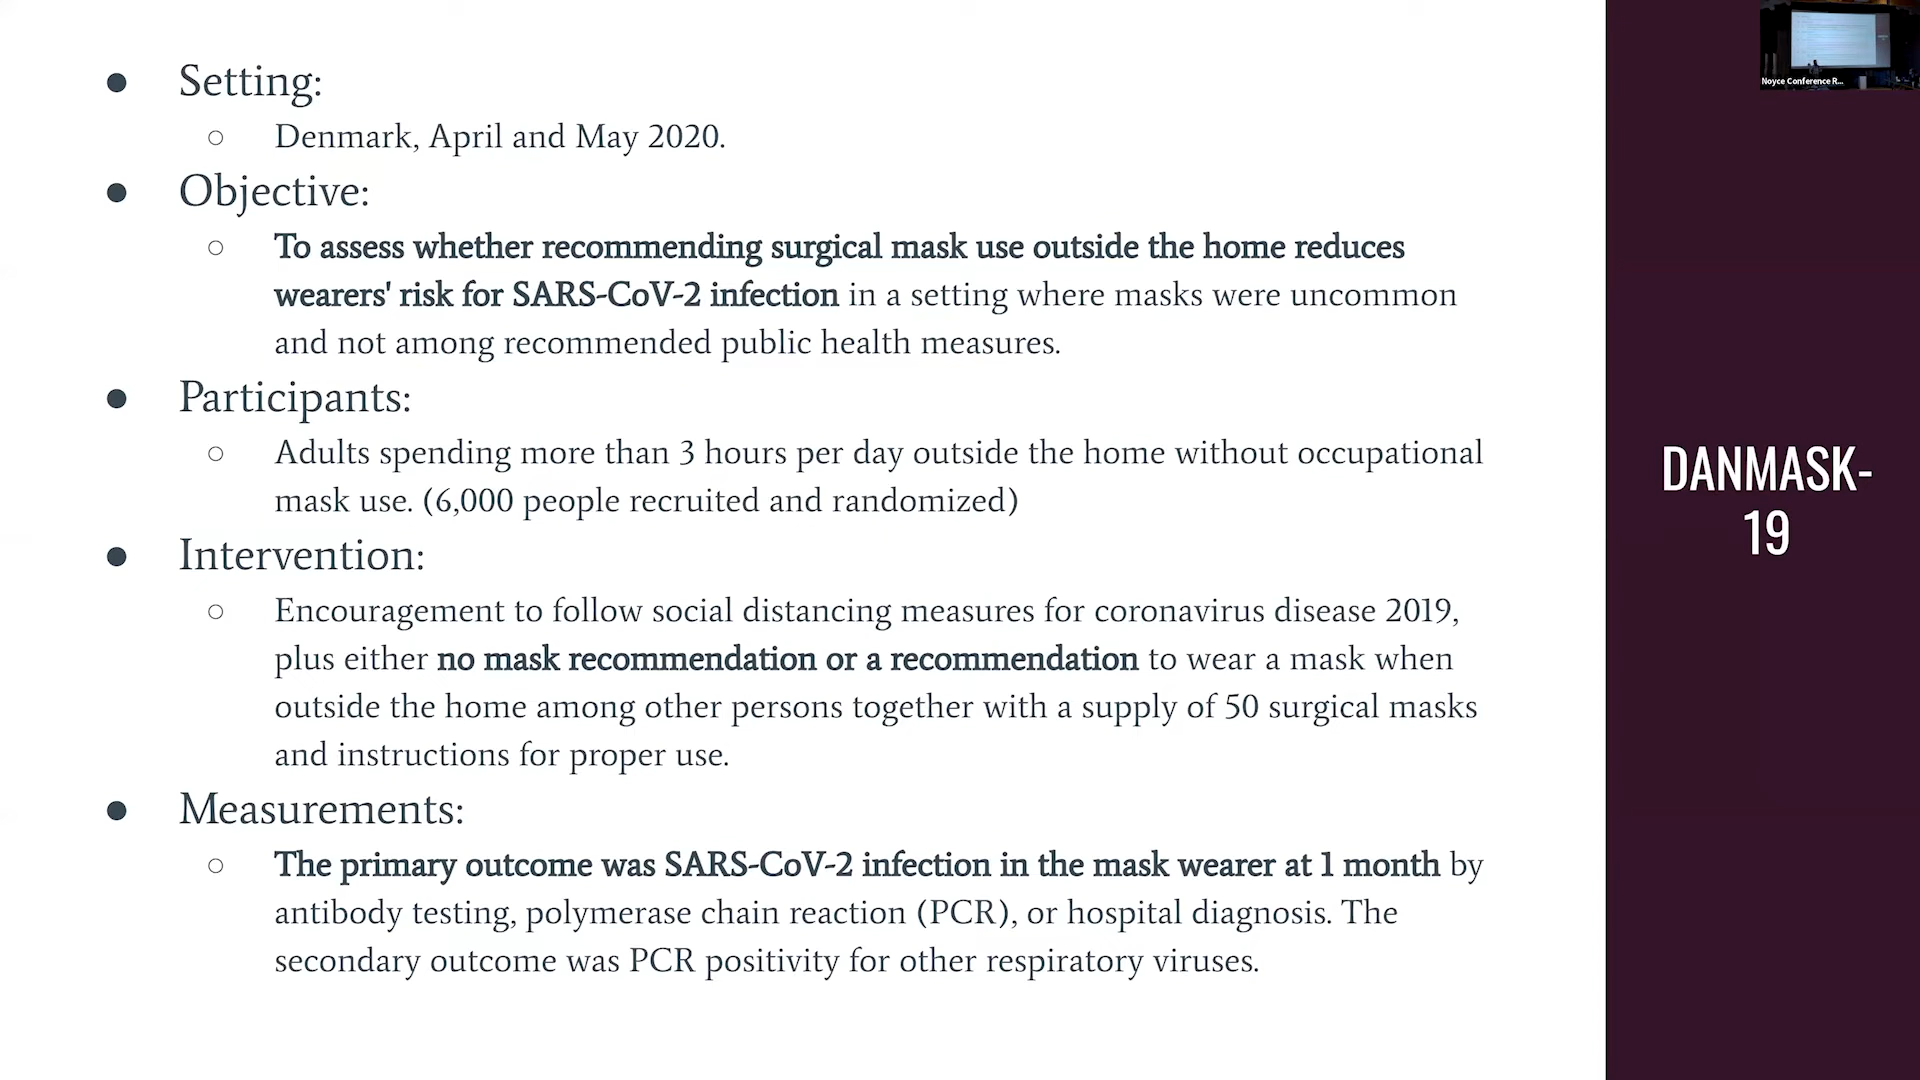 Setting:
Denmark, April and May 2020.
Objective:
To assess whether recommending surgical mask use outside the home reduces
wearers' risk for SARS-CoV-2 infection in a setting where masks were uncommon
and not among recommended public health measures.
Participants:
Adults spending more than 3 hours per day outside the home without occupational
mask use. (6,000 people recruited and randomized)
Intervention:
Encouragement to follow social distancing measures for coronavirus disease 2019,
plus either no mask recommendation or a recommendation to wear a mask when
outside the home among other persons together with a supply of 50 surgical masks
and instructions for proper use.
Measurements:
The primary outcome was SARS-CoV-2 infection in the mask wearer at 1 month by
antibody testing, polymerase chain reaction (PCR), or hospital diagnosis. The
secondary outcome was PCR positivity for other respiratory viruses.
Noyce Conference R...
DANMASK-
19